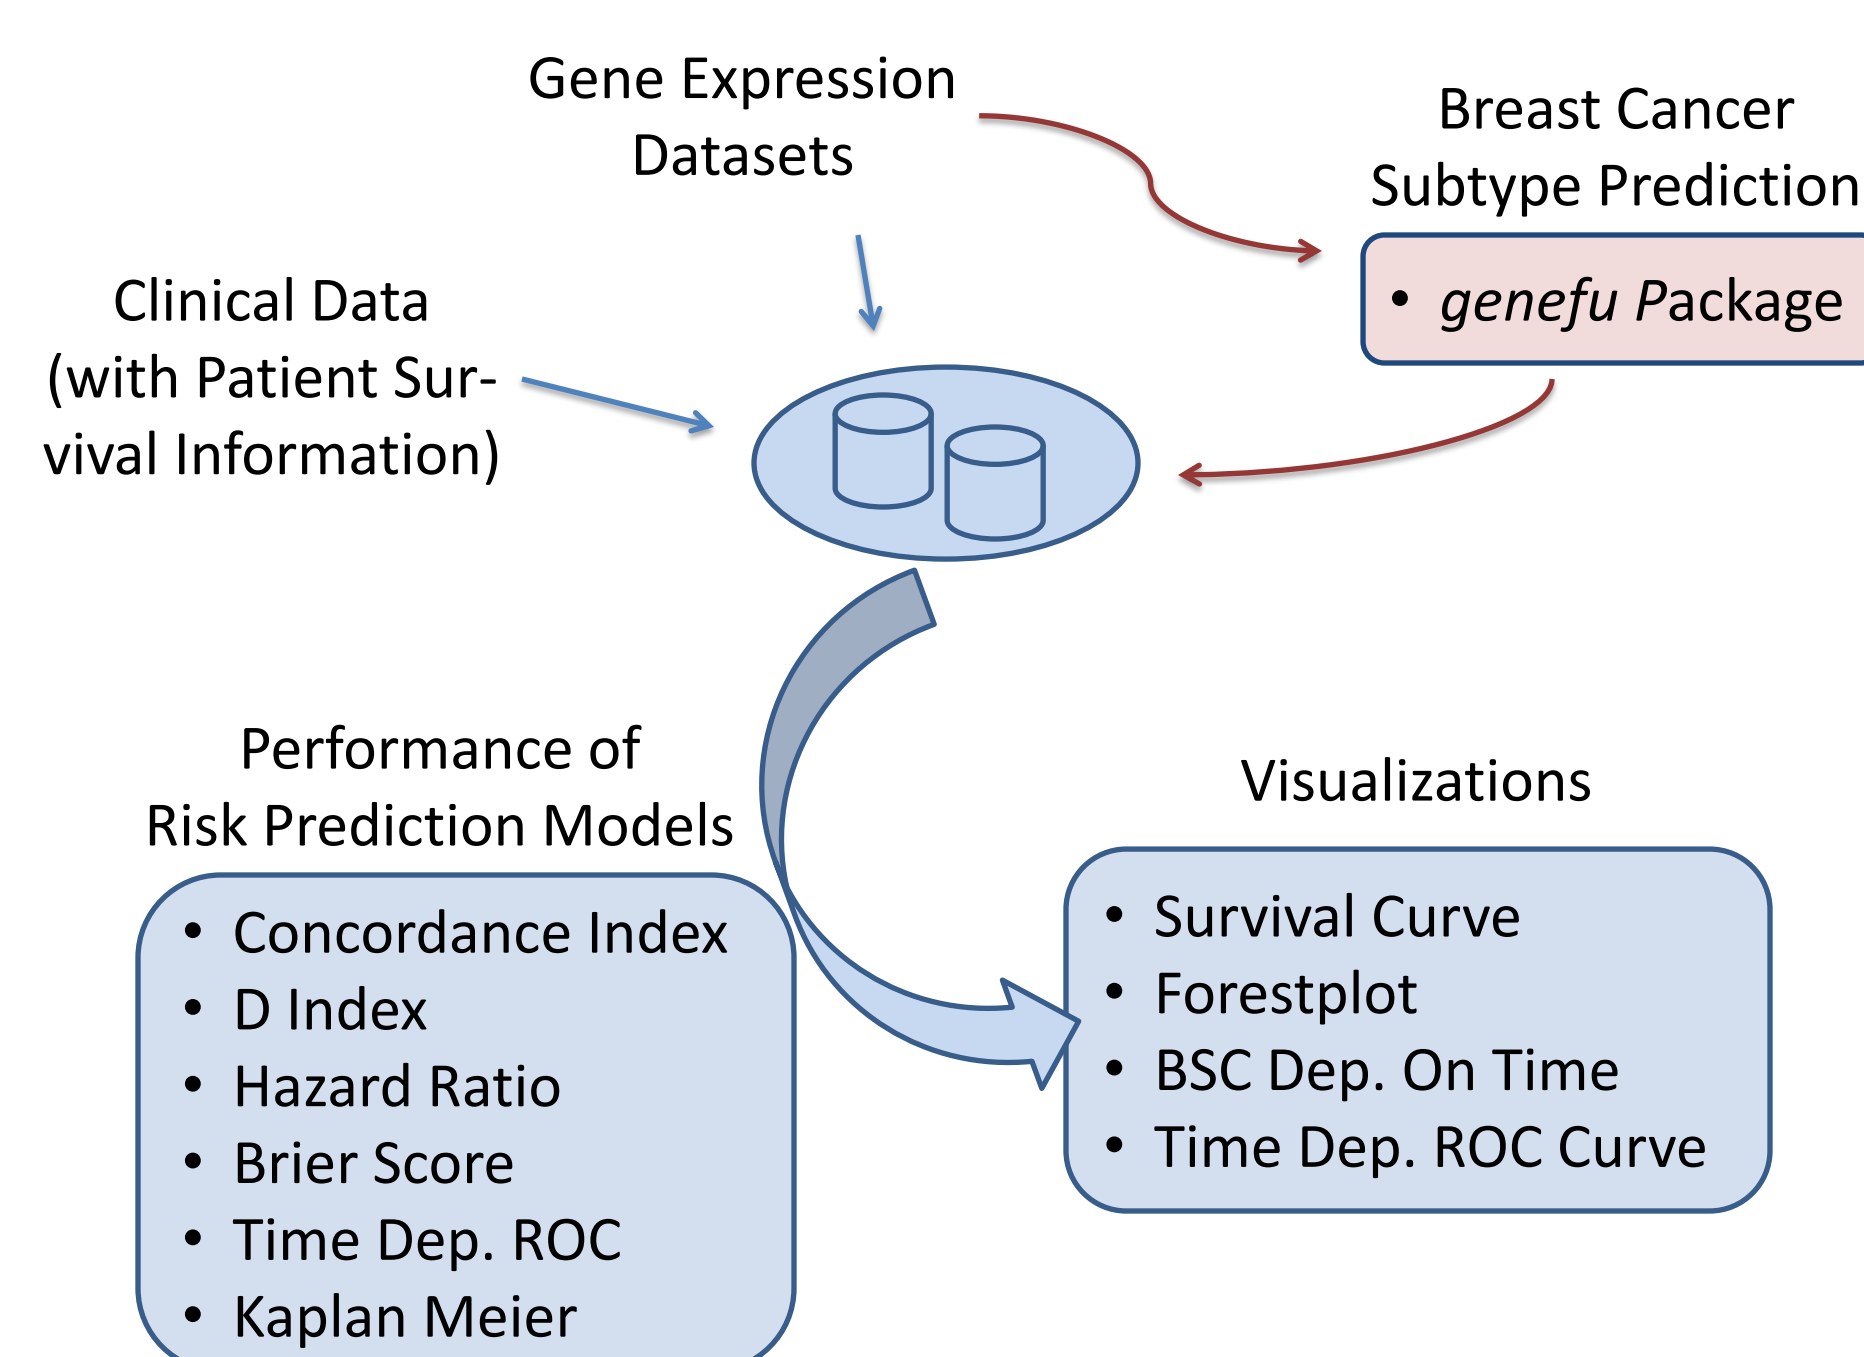 Gene Expression
Datasets
Breast Cancer
Subtype Prediction
• genefu Package
Clinical Data
(with Patient Sur-
vival Information)
Performance of
Risk Prediction Models
• Concordance Index
• D Index
• Hazard Ratio
• Brier Score
• Time Dep. ROC
• Kaplan Meier
Visualizations
• Survival Curve
• Forestplot
• BSC Dep. On Time
• Time Dep. ROC Curve